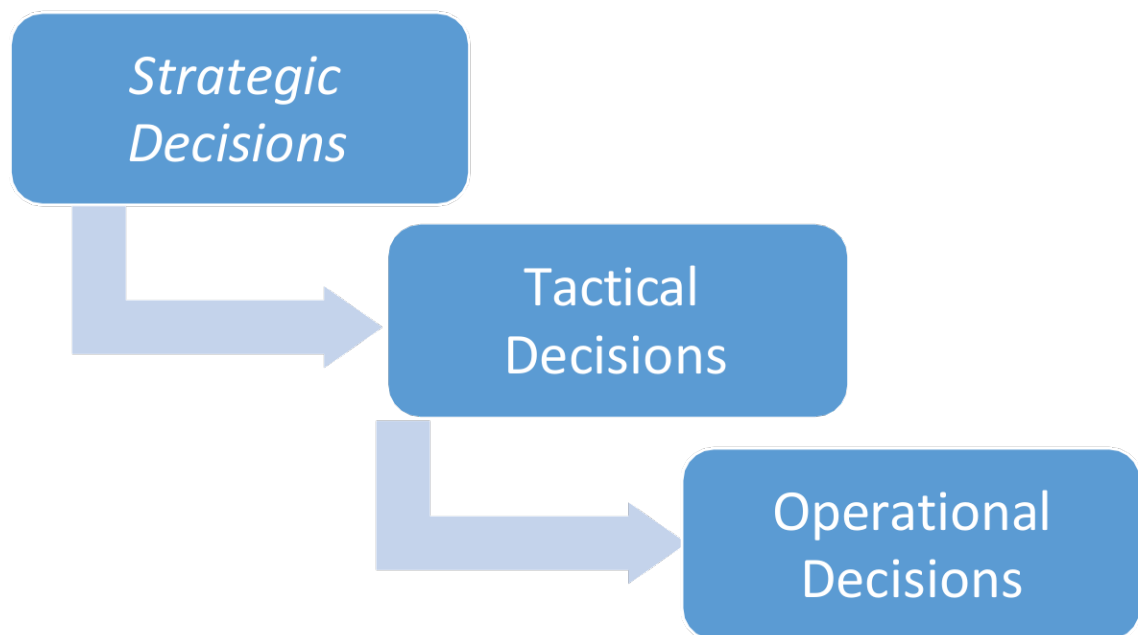 Strategic
Decisions
Tactical
Decisions
Operational
Decisions